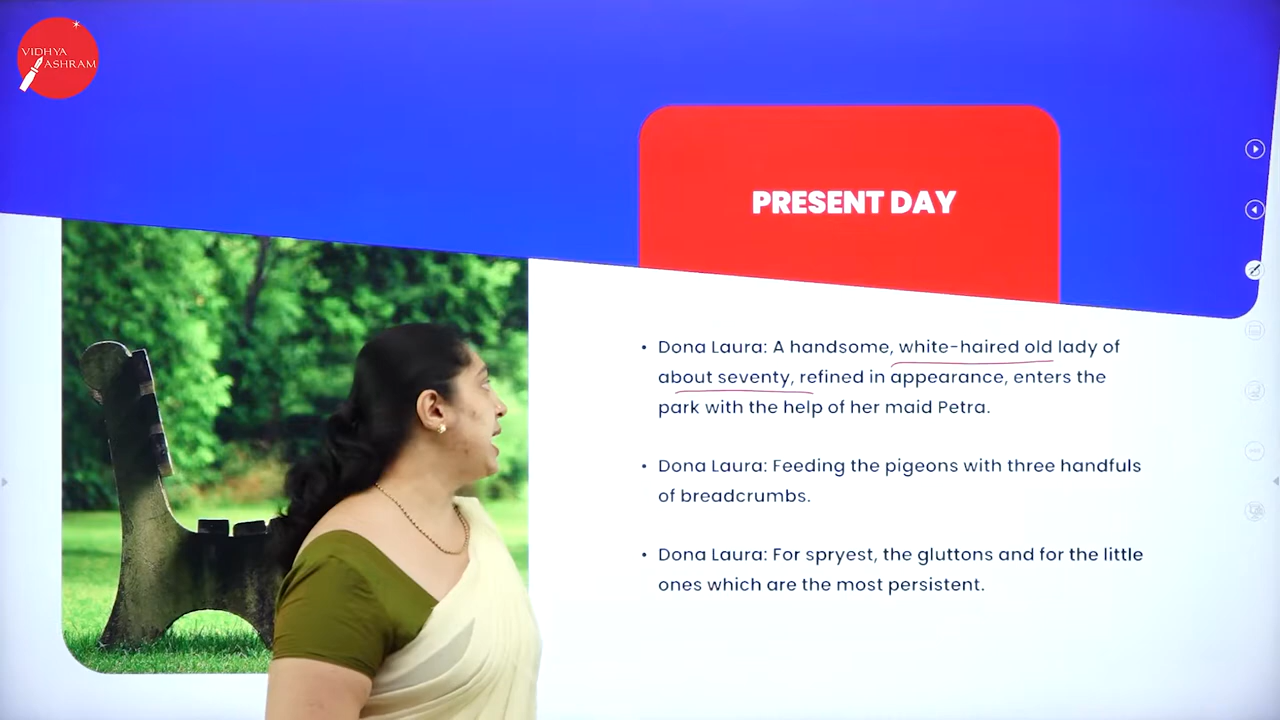 VIDHYA
ASHRAM
PRESENT DAY
• Dona Laura: A handsome, white-haired old lady of
about seventy, refined in appearance, enters the
park with the help of her maid Petra.
• Dona Laura: Feeding the pigeons with three handfuls
of breadcrumbs.
• Dona Laura: For spryest, the gluttons and for the little
ones which are the most persistent.